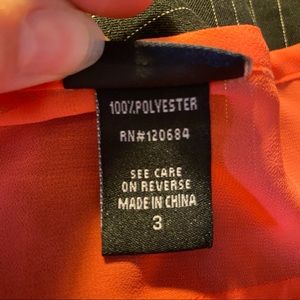 100%POLYESTER
RN#120684
SEE CARE
ON REVERSE
MADE IN CHINA
3